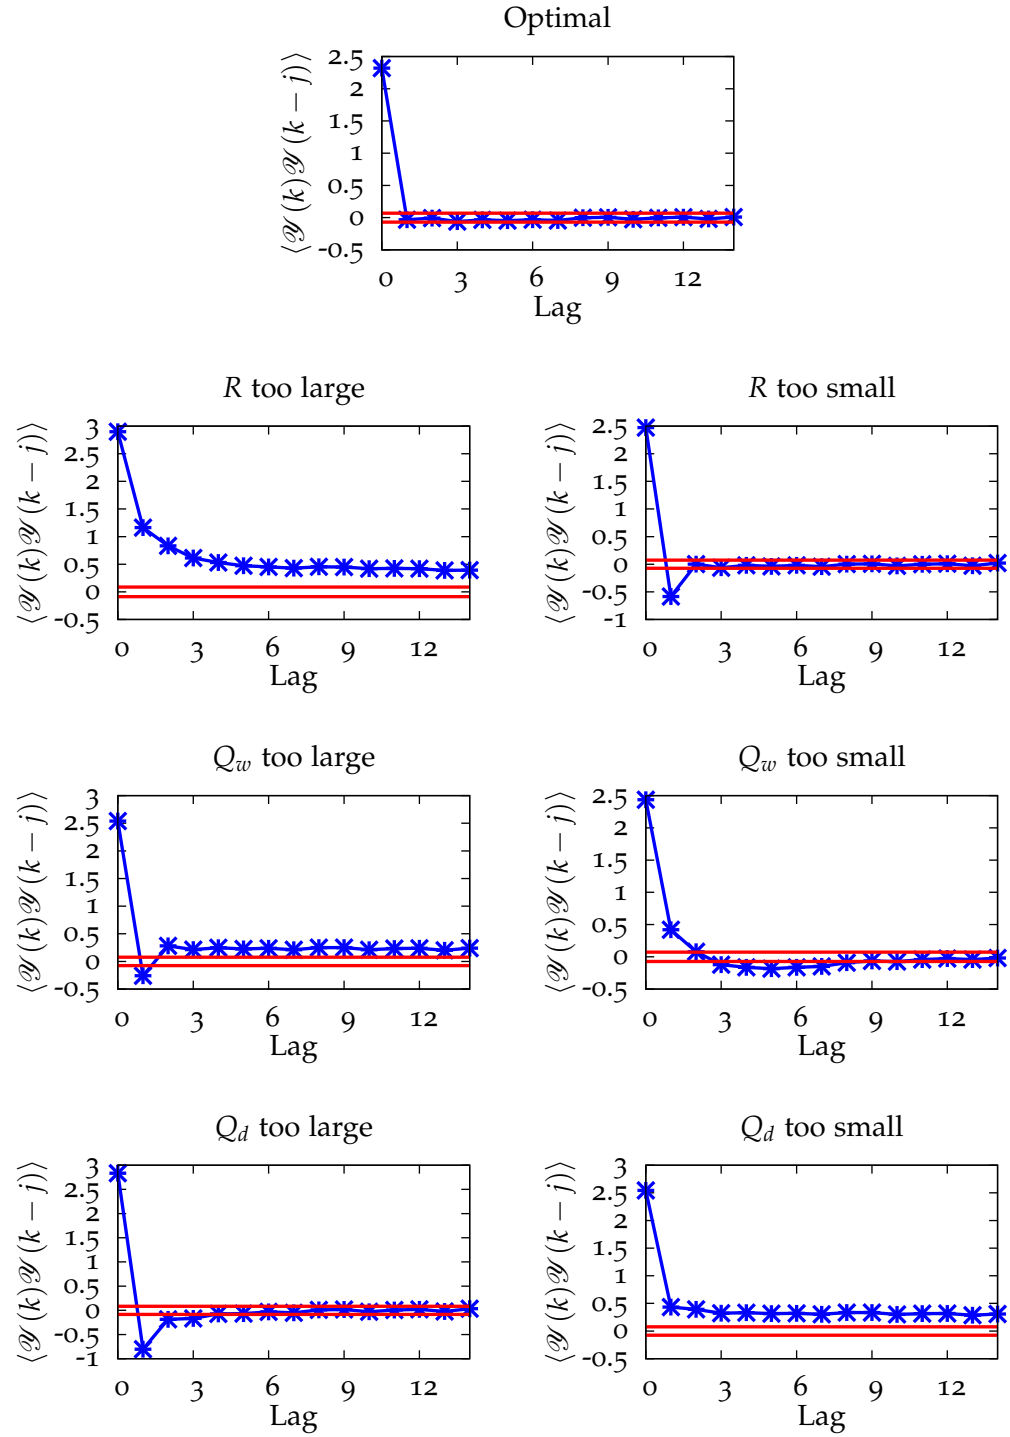 Optimal
⟨𝒴(k)𝒴(k − j)⟩
2.5
2
1.5
1
0.5
0
-0.5
0 3 6 9 12
Lag
R too large
⟨𝒴(k)𝒴(k − j)⟩
3
2.5
2
1.5
1
0.5
0
-0.5
0 3 6 9 12
Lag
R too small
⟨𝒴(k)𝒴(k − j)⟩
2.5
2
1.5
1
0.5
0
-0.5
-1
0 3 6 9 12
Lag
Q_w too large
⟨𝒴(k)𝒴(k − j)⟩
3
2.5
2
1.5
1
0.5
0
-0.5
0 3 6 9 12
Lag
Q_w too small
⟨𝒴(k)𝒴(k − j)⟩
2.5
2
1.5
1
0.5
0
-0.5
0 3 6 9 12
Lag
Q_d too large
⟨𝒴(k)𝒴(k − j)⟩
3
2.5
2
1.5
1
0.5
0
-0.5
-1
0 3 6 9 12
Lag
Q_d too small
⟨𝒴(k)𝒴(k − j)⟩
3
2.5
2
1.5
1
0.5
0
-0.5
0 3 6 9 12
Lag